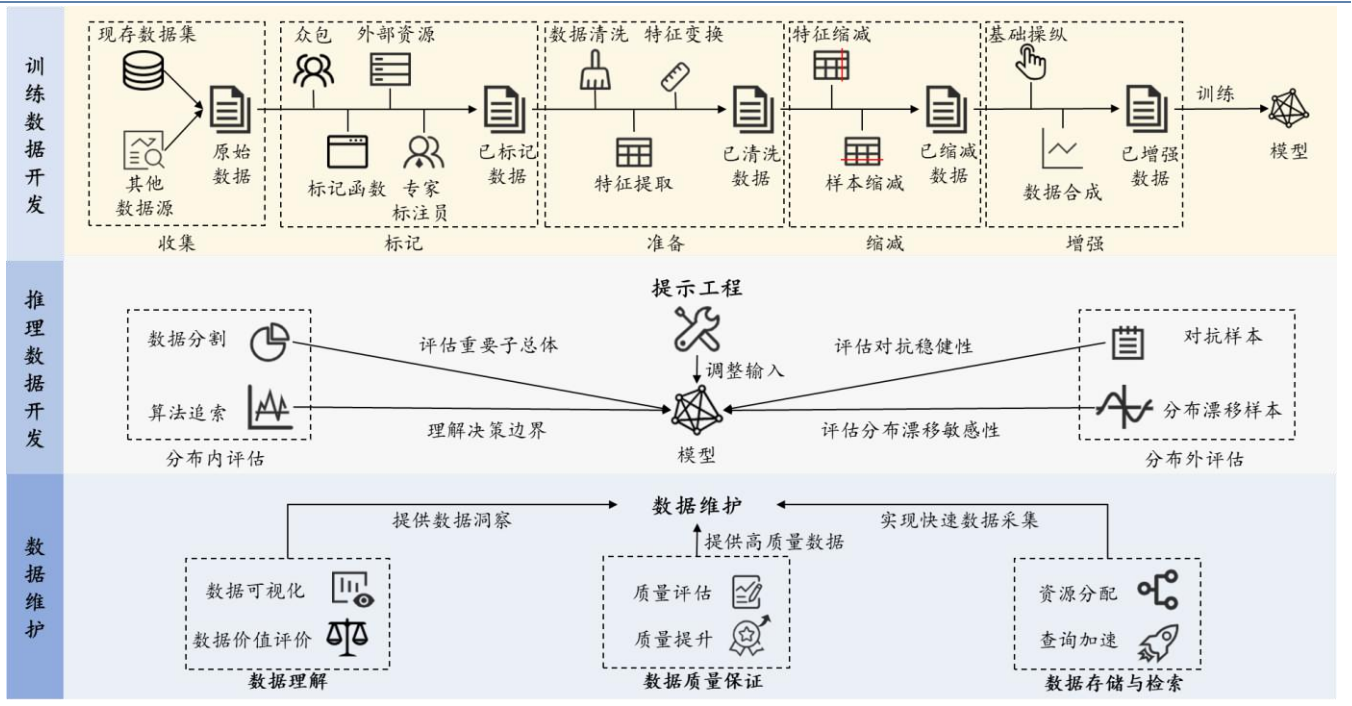 训练数据开发
现存数据集
其他
数据源
原始
数据
收集
众包
外部资源
标记函数
专家
标注员
已标记
数据
标记
数据清洗
特征变换
特征提取
已清洗
数据
准备
特征缩减
样本缩减
已缩减
数据
缩减
基础操纵
数据合成
已增强
数据
增强
训练
模型
推理数据开发
提示工程
调整输入
模型
数据分割
算法追索
分布内评估
评估重要子总体
理解决策边界
评估对抗稳健性
评估分布漂移敏感性
对抗样本
分布漂移样本
分布外评估
数据维护
数据维护
提供数据洞察
提供高质量数据
实现快速数据采集
数据可视化
数据价值评价
数据理解
质量评估
质量提升
数据质量保证
资源分配
查询加速
数据存储与检索